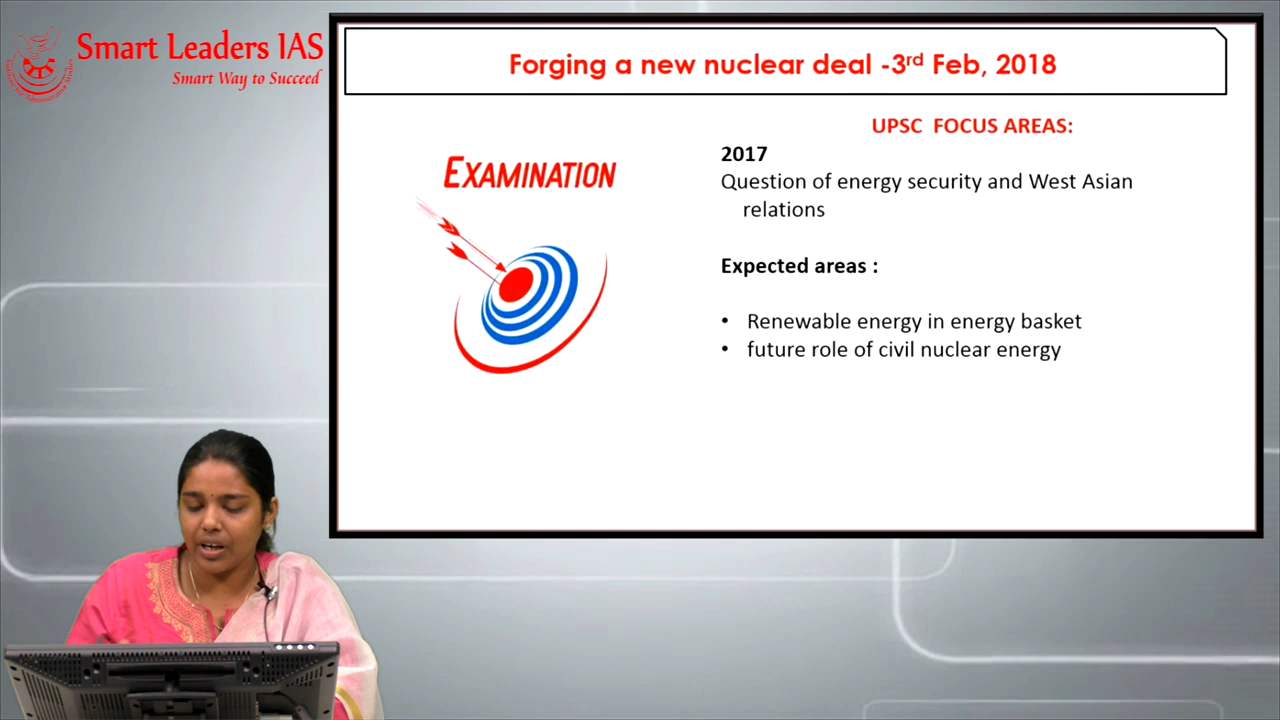 Smart Leaders IAS
Smart Way to Succeed
Forging a new nuclear deal -3rd Feb, 2018
UPSC FOCUS AREAS:
EXAMINATION
2017
Question of energy security and West Asian
relations
Expected areas :
• Renewable energy in energy basket
• future role of civil nuclear energy